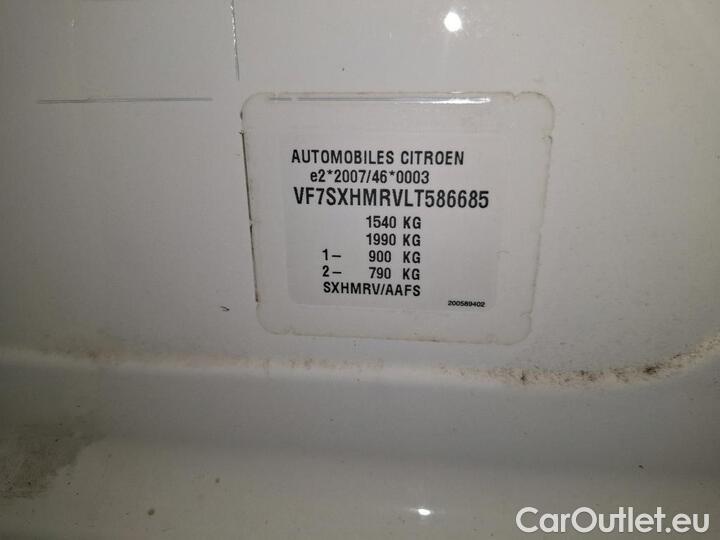 AUTOMOBILES CITROEN
e2*2007/46*0003
VF7SXHMRVLT586685
1540 KG
1990 KG
1- 900 KG
2- 790 KG
SXHMRV/AAFS
200589402
CarOutlet.eu